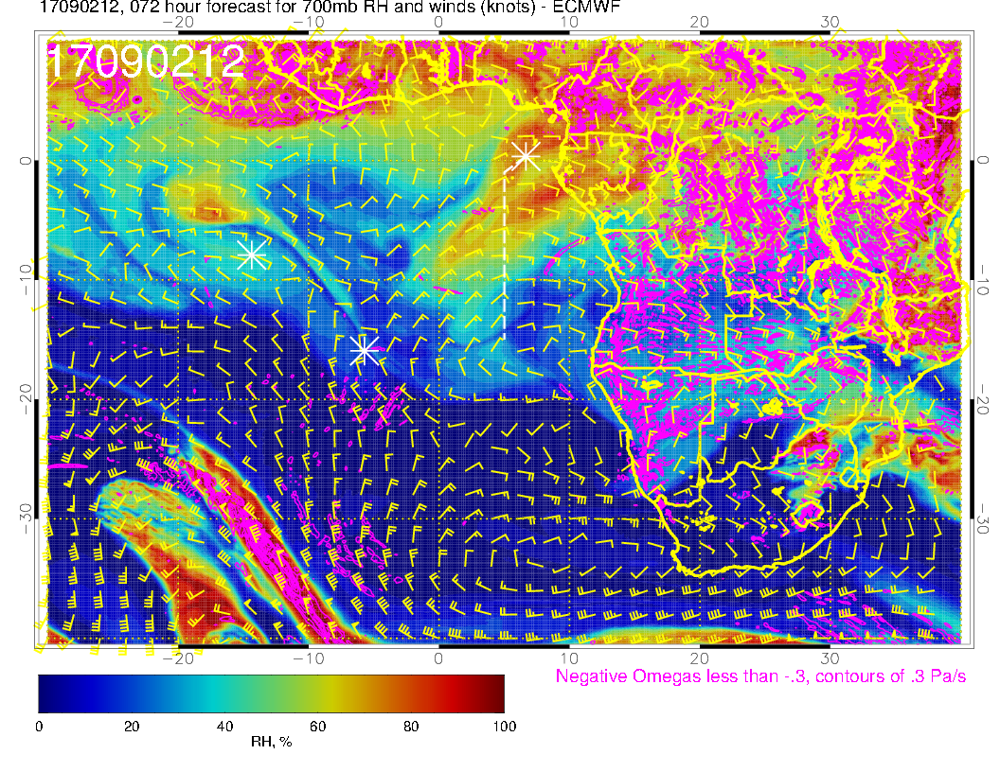 17090212, 072 hour forecast for 700mb RH and winds (knots) - ECMWF
−20 −10 0 10 20 30
17090212
0 0
−10 −10
−20 −20
−30 −30
−20 −10 0 10 20 30
Negative Omegas less than -.3, contours of .3 Pa/s
0 20 40 60 80 100
RH, %